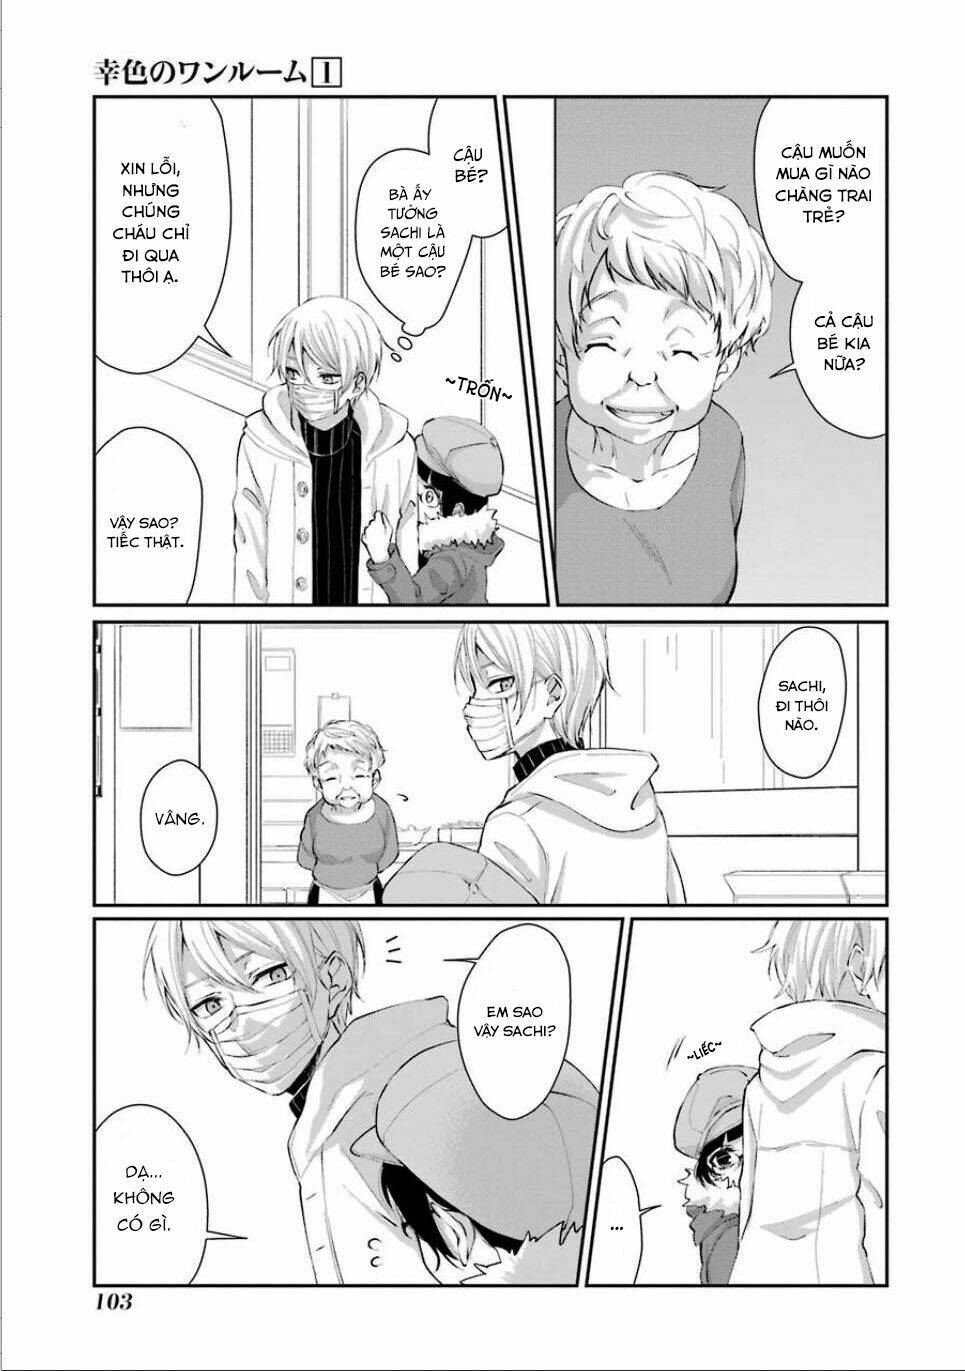 幸色のワンルーム 1
CẬU MUỐN
MUA GÌ NÀO
CHÀNG TRAI
TRẺ?
CẢ CẬU
BÉ KIA
NỮA?
CẬU
BÉ?
BÀ ẤY
TƯỞNG
SACHI LÀ
MỘT CẬU
BÉ SAO?
XIN LỖI,
NHƯNG
CHÚNG
CHÁU CHỈ
ĐI QUA
THÔI Ạ.
~TRỐN~
VẬY SAO?
TIẾC THẬT.
SACHI,
ĐI THÔI
NÀO.
VÂNG.
~LIẾC~
...
EM SAO
VẬY SACHI?
DẠ...
KHÔNG
CÓ GÌ.
103